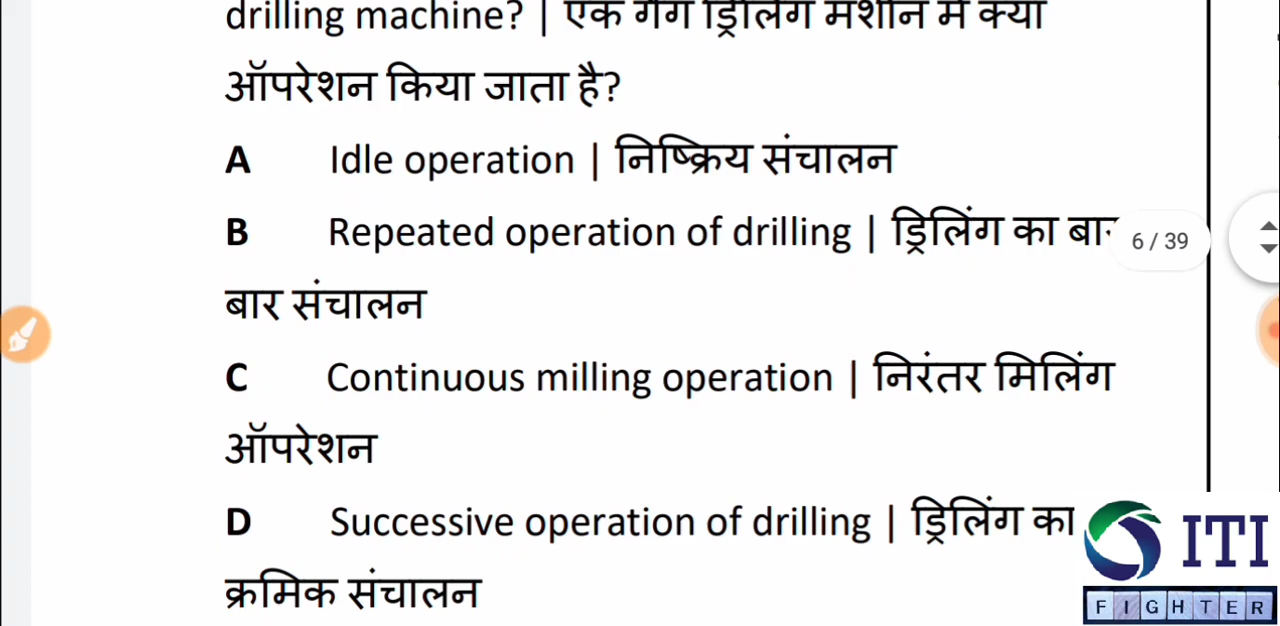 drilling machine? | एक गैंग ड्रिलिंग मशीन में क्या
ऑपरेशन किया जाता है?
A Idle operation | निष्क्रिय संचालन
B Repeated operation of drilling | ड्रिलिंग का बार
6 / 39
बार संचालन
C Continuous milling operation | निरंतर मिलिंग
ऑपरेशन
D Successive operation of drilling | ड्रिलिंग का
क्रमिक संचालन
ITI
FIGHTER